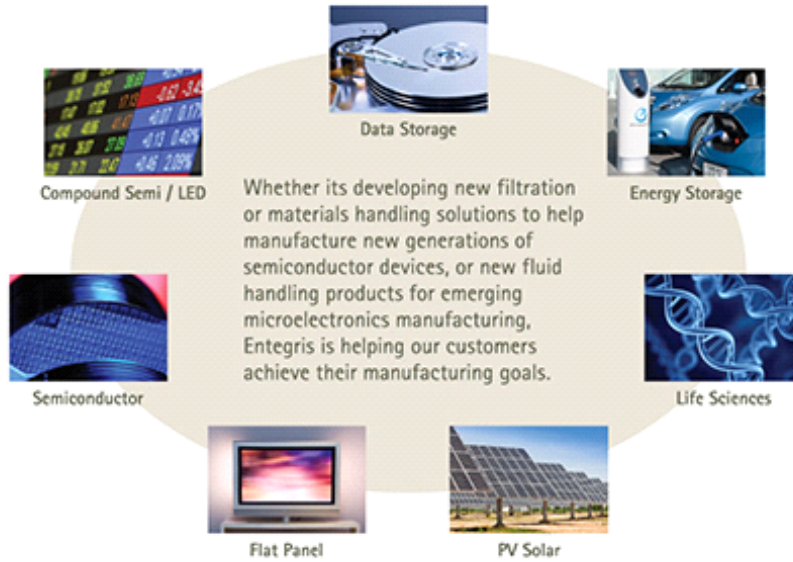 Data Storage
Compound Semi / LED
Energy Storage
Whether its developing new filtration
or materials handling solutions to help
manufacture new generations of
semiconductor devices, or new fluid
handling products for emerging
microelectronics manufacturing,
Entegris is helping our customers
achieve their manufacturing goals.
Semiconductor
Life Sciences
Flat Panel
PV Solar